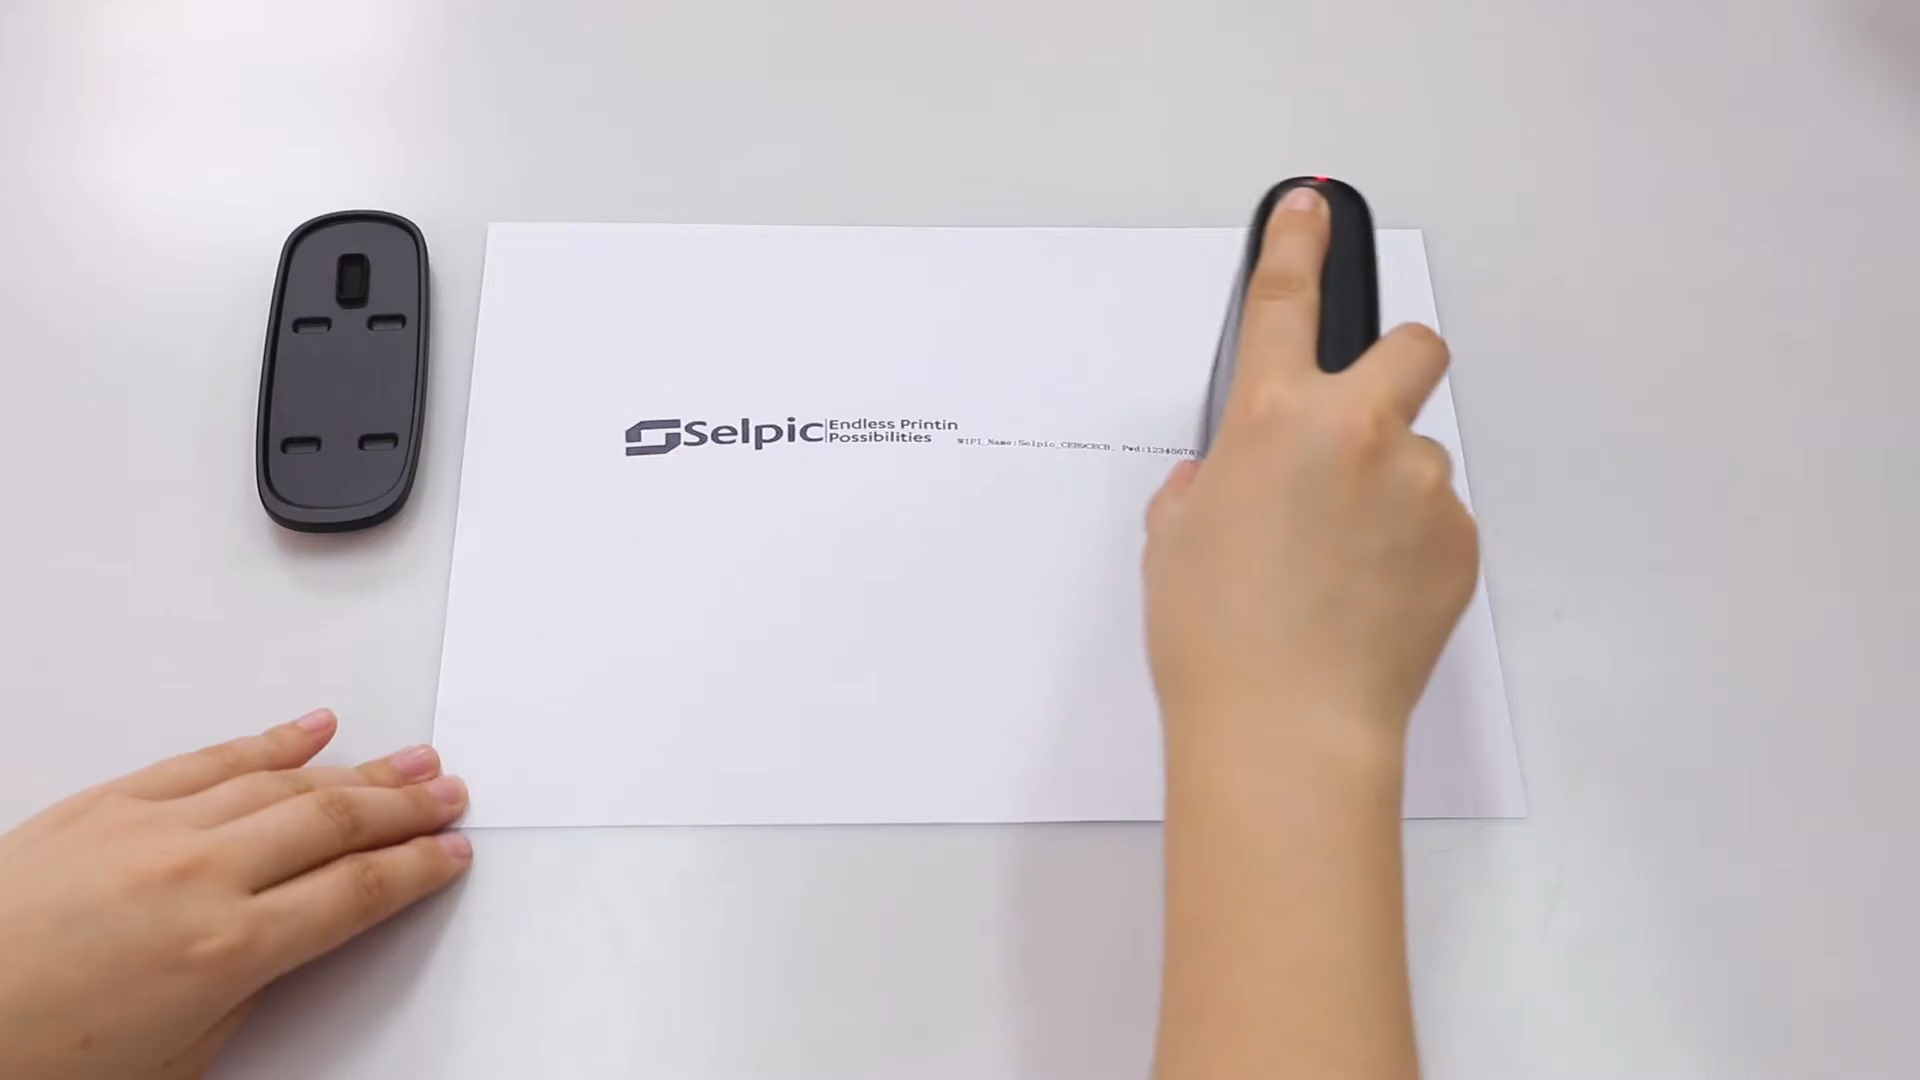 Selpic
Endless Printin
Possibilities
WIFI_Name:Selpic_CEB9CECB. Pwd:12345678